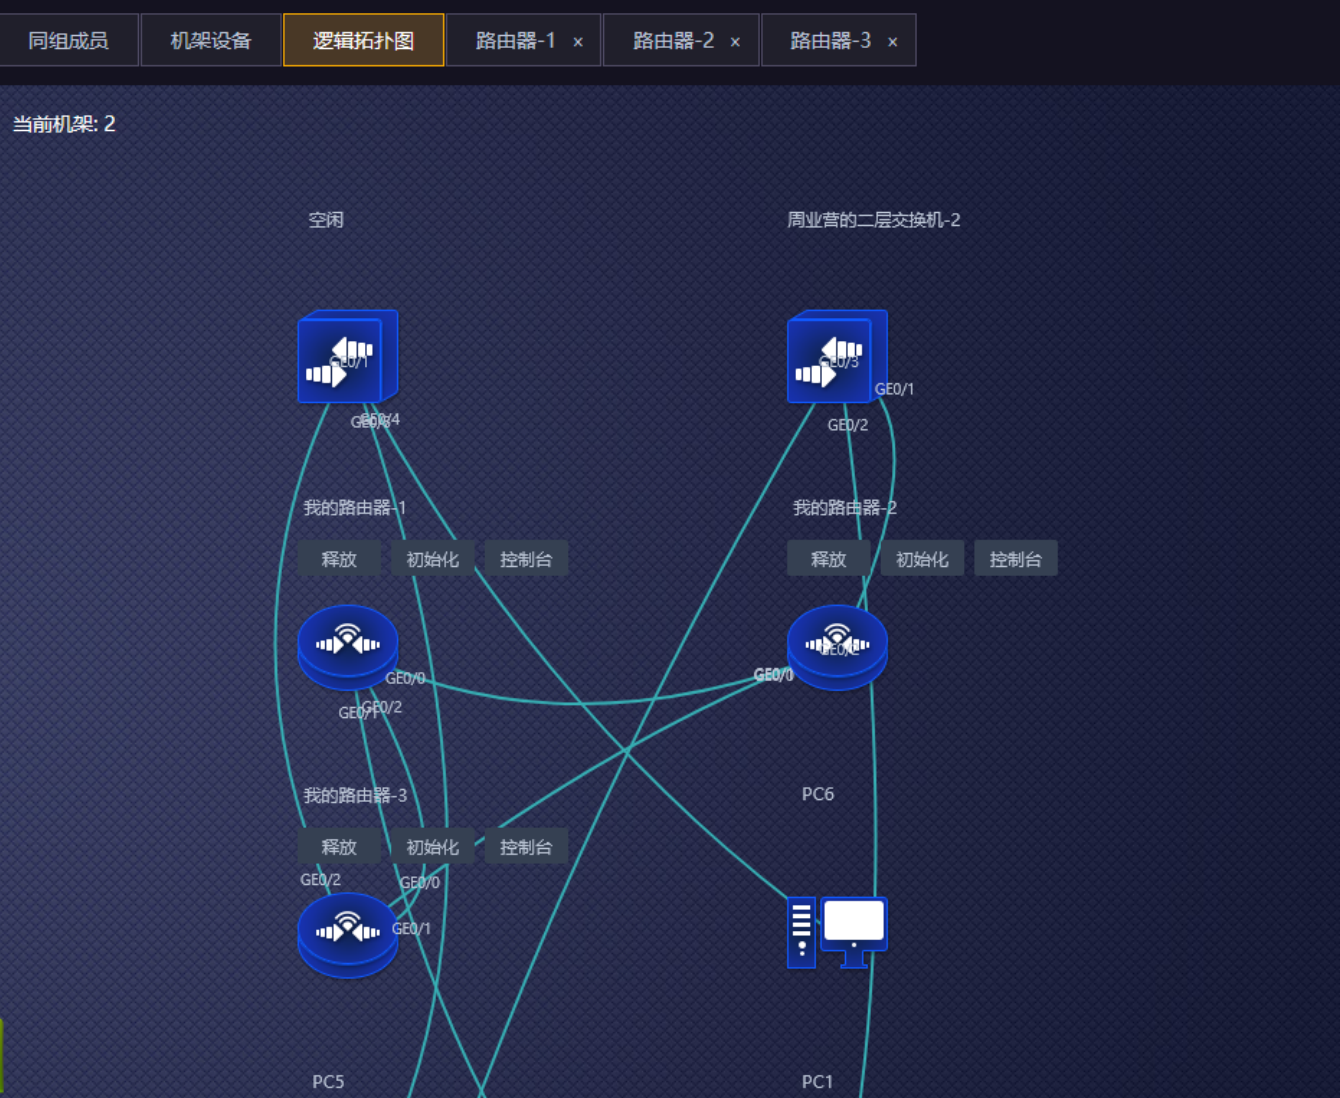 同组成员 机架设备 逻辑拓扑图 路由器-1 × 路由器-2 × 路由器-3 ×
当前机架: 2
空闲 周业营的二层交换机-2
GE0/1 GE0/3
GE0/1
GE0/4 GE0/2
我的路由器-1 我的路由器-2
释放 初始化 控制台 释放 初始化 控制台
GE0/2
GE0/0
GE0/1 GE0/2
我的路由器-3 PC6
释放 初始化 控制台
GE0/2 GE0/0
GE0/1
PC5 PC1